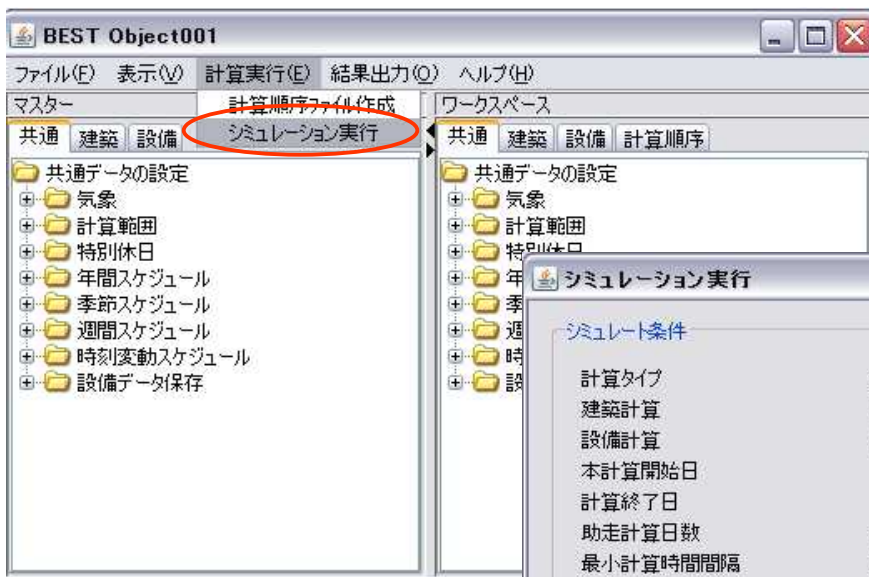 BEST Object001
ファイル(F) 表示(V) 計算実行(E) 結果出力(O) ヘルプ(H)
計算順序ファイル作成
シミュレーション実行
マスター
共通 建築 設備
共通データの設定
気象
計算範囲
特別休日
年間スケジュール
季節スケジュール
週間スケジュール
時刻変動スケジュール
設備データ保存
ワークスペース
共通 建築 設備 計算順序
共通データの設定
気象
計算範囲
特別休日
年
季
週
時
設
シミュレーション実行
シミュレート条件
計算タイプ
建築計算
設備計算
本計算開始日
計算終了日
助走計算日数
最小計算時間間隔